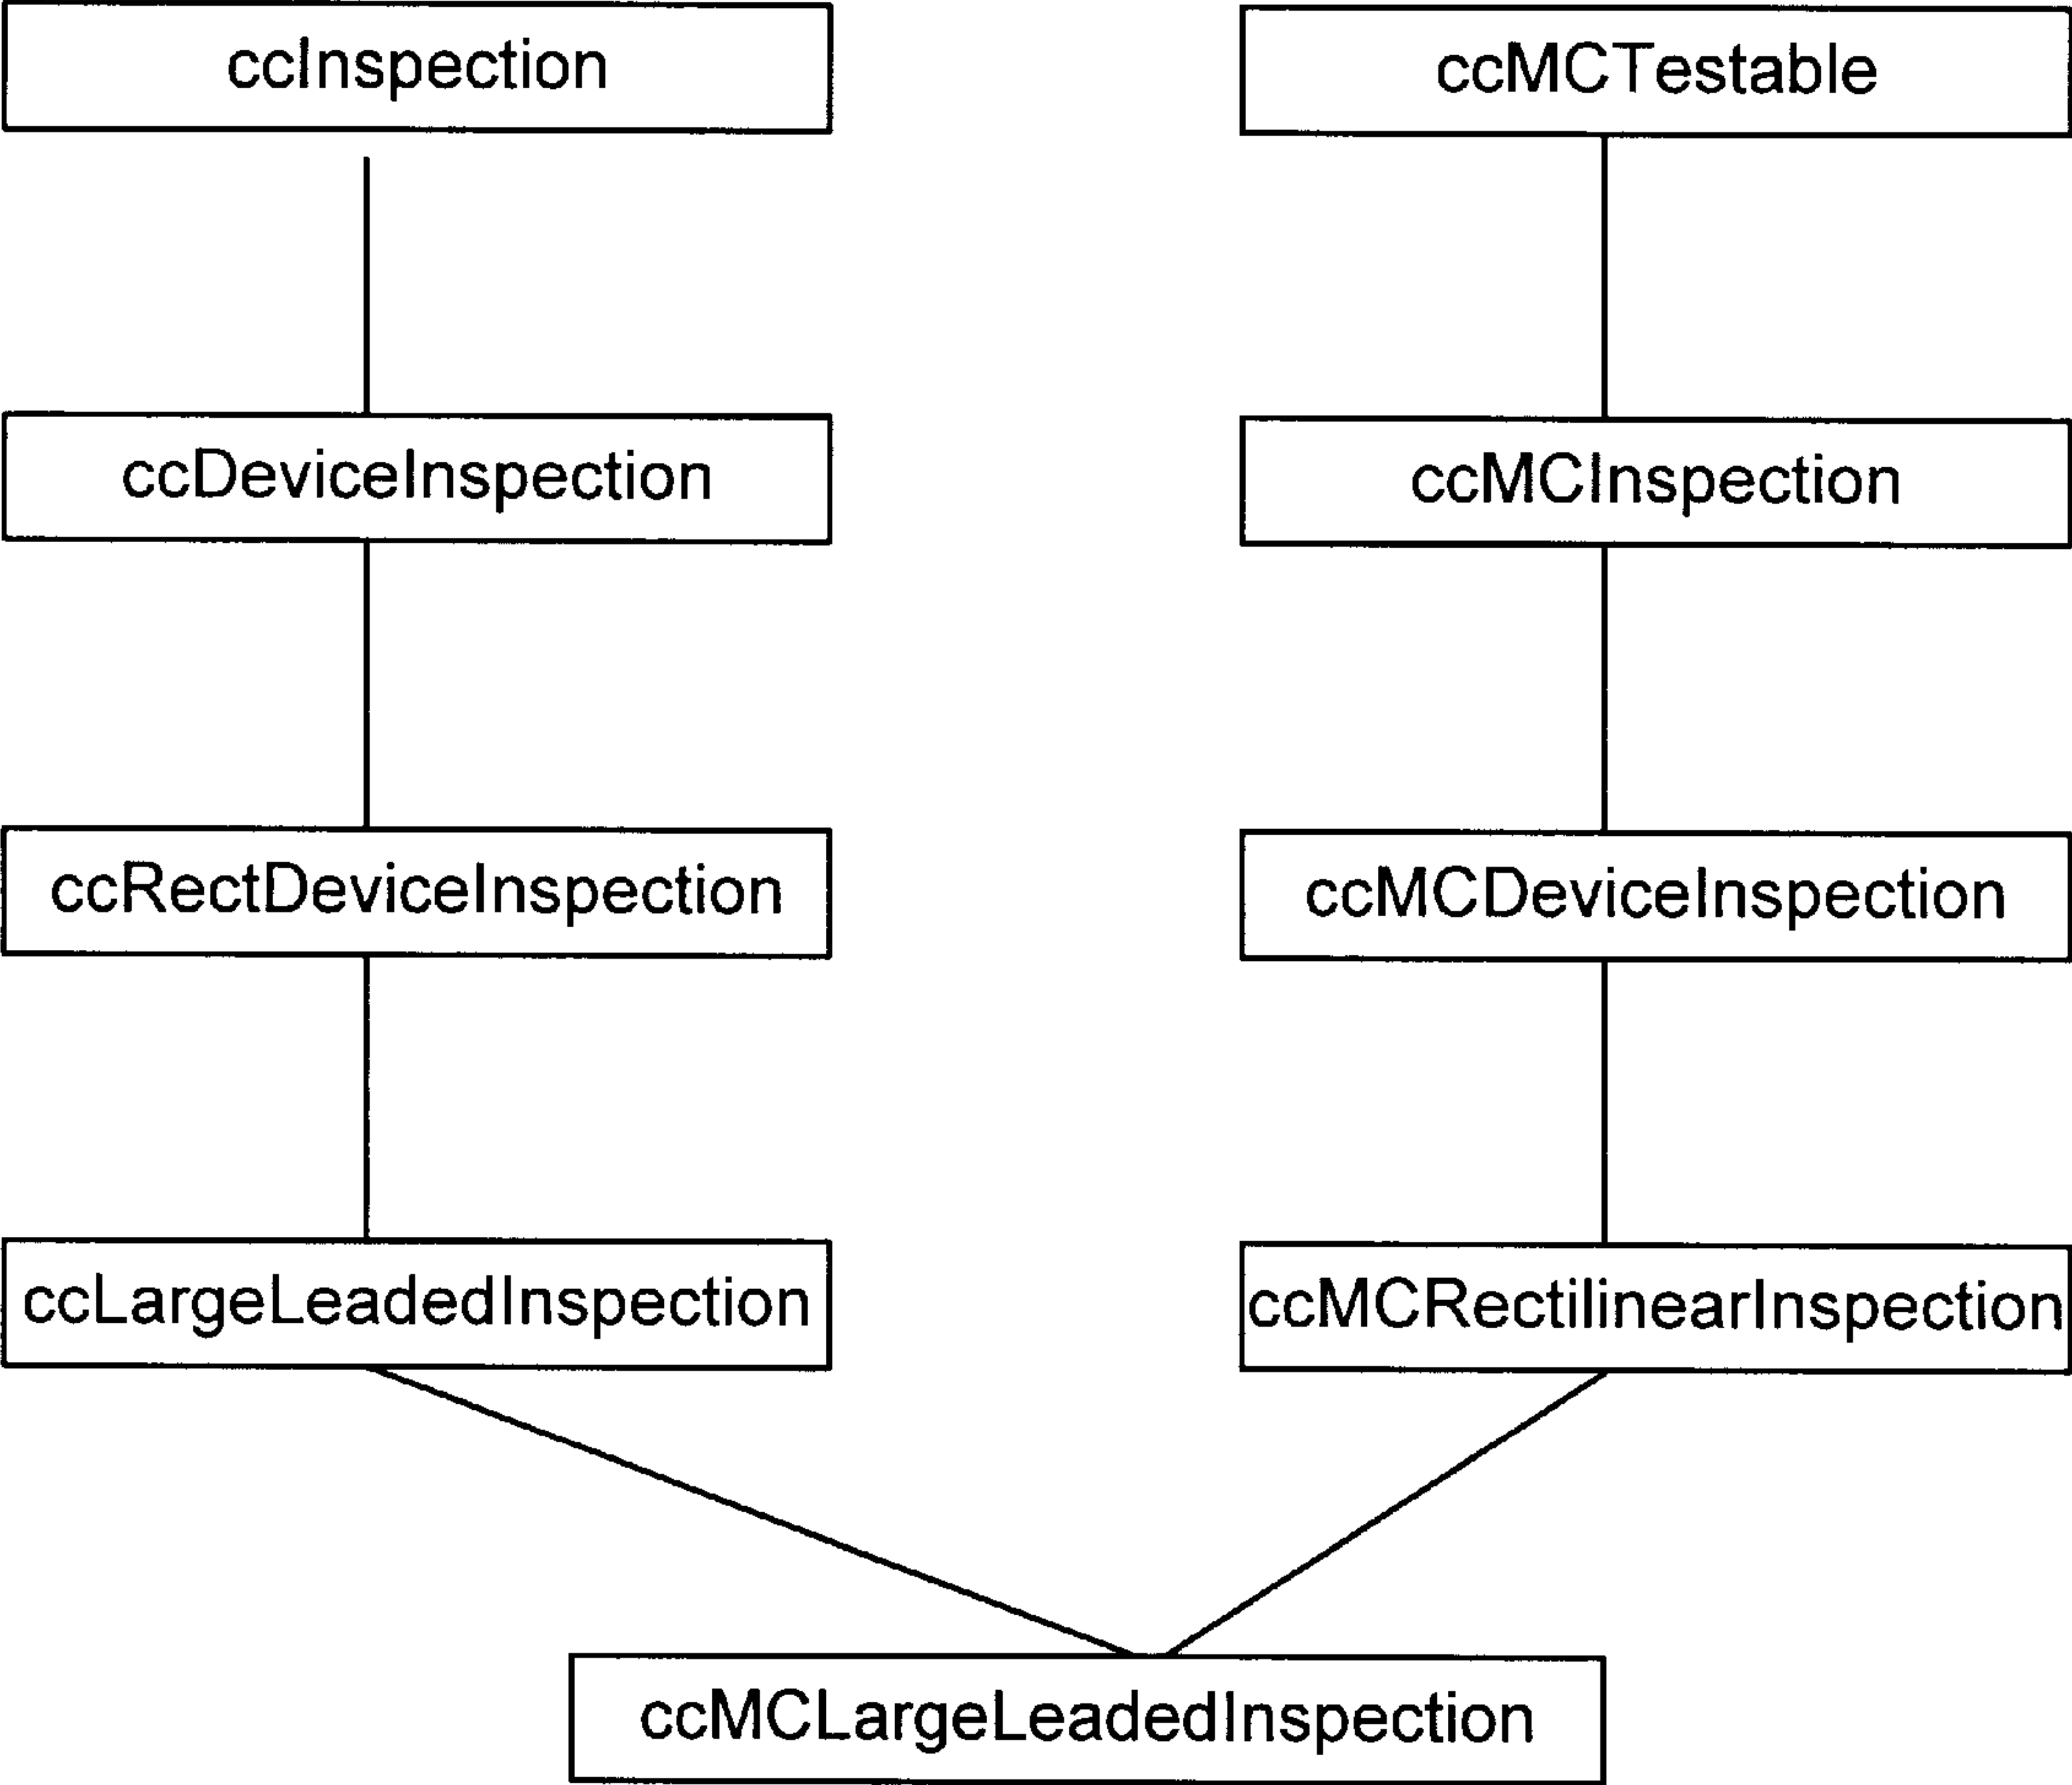 ccInspection
ccMCTestable
ccDeviceInspection
ccMCInspection
ccRectDeviceInspection
ccMCDeviceInspection
ccLargeLeadedInspection
ccMCRectilinearInspection
ccMCLargeLeadedInspection